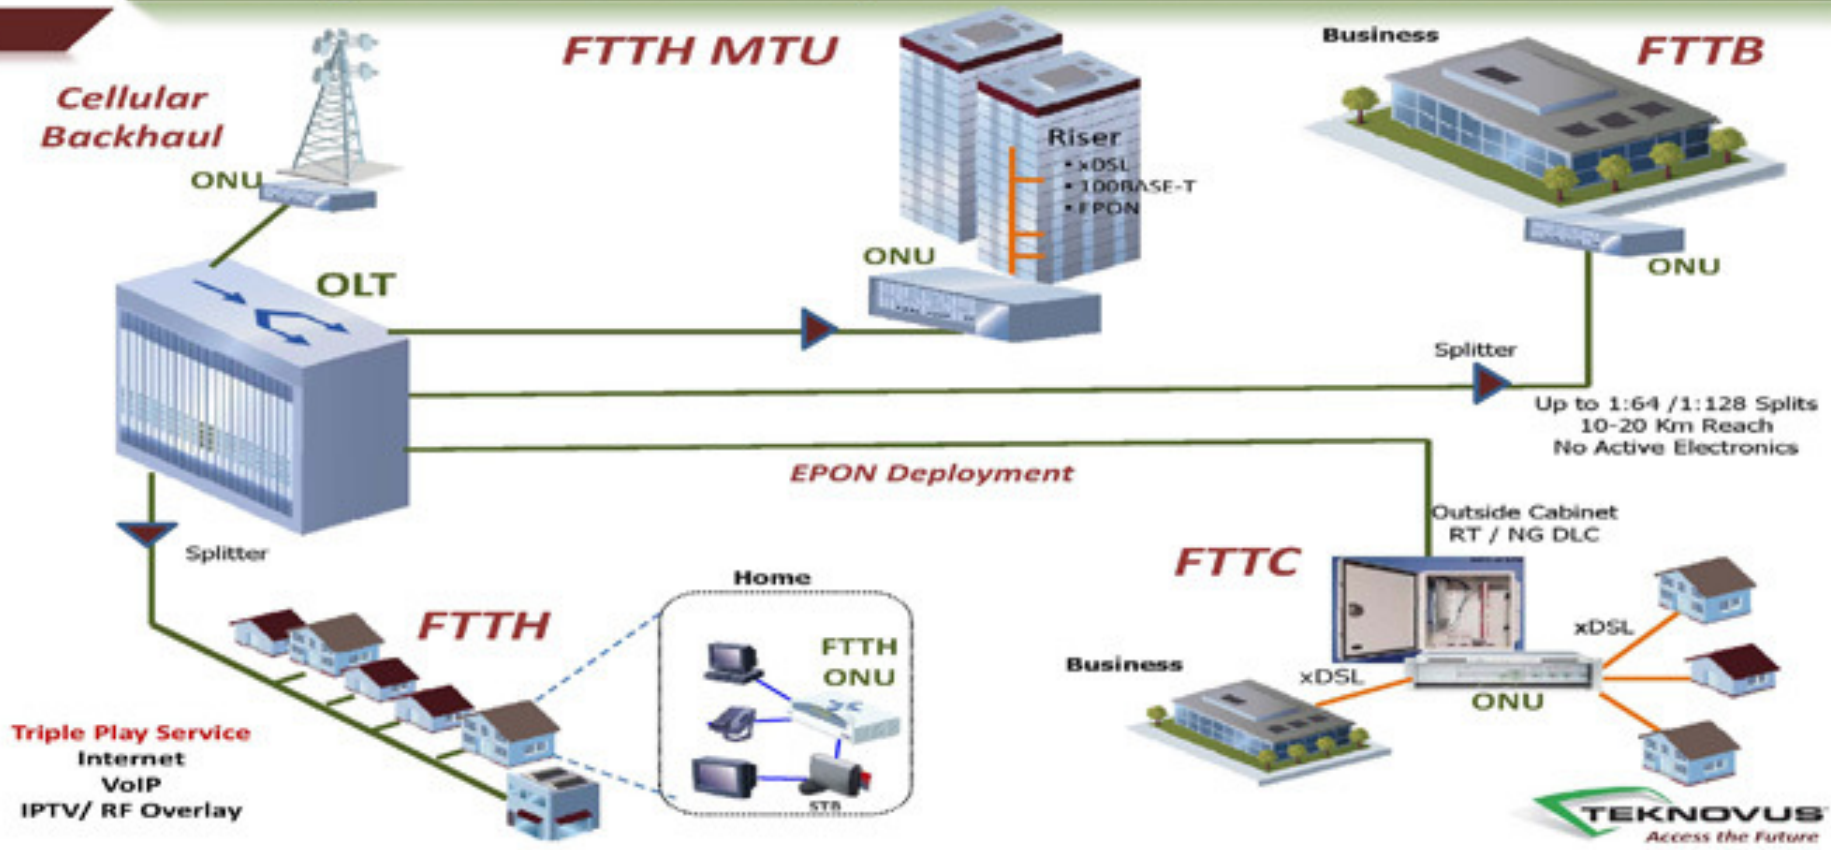 Cellular
Backhaul
ONU
OLT
FTTH MTU
Riser
▪ xDSL
▪ 100BASE-T
▪ EPON
ONU
Business
FTTB
ONU
Splitter
Up to 1:64 /1:128 Splits
10-20 Km Reach
No Active Electronics
EPON Deployment
Outside Cabinet
RT / NG DLC
FTTC
xDSL
Business
xDSL
ONU
Splitter
FTTH
Home
FTTH
ONU
STB
Triple Play Service
Internet
VoIP
IPTV/ RF Overlay
TEKNOVUS
Access the Future